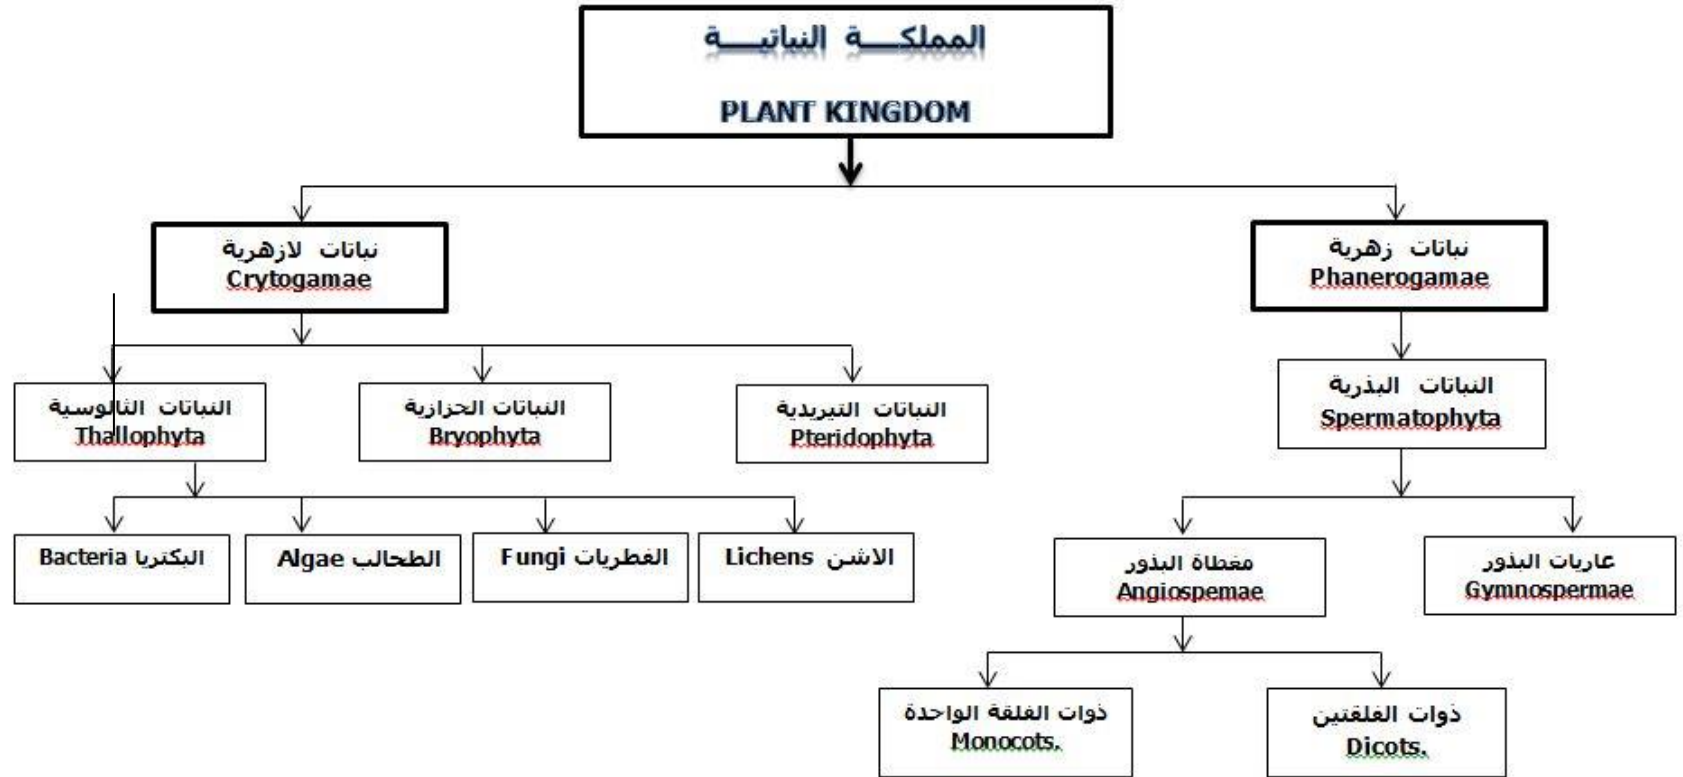 المملكـــة النباتيـــة
PLANT KINGDOM
نباتات لازهرية
Crytogamae
نباتات زهرية
Phanerogamae
النباتات الثالوسية
Thallophyta
النباتات الحزازية
Bryophyta
النباتات التيريدية
Pteridophyta
النباتات البذرية
Spermatophyta
البكتريا Bacteria
الطحالب Algae
الفطريات Fungi
الاشن Lichens
مغطاة البذور
Angiospemae
عاريات البذور
Gymnospermae
ذوات الفلقة الواحدة
Monocots.
ذوات الفلقتين
Dicots.